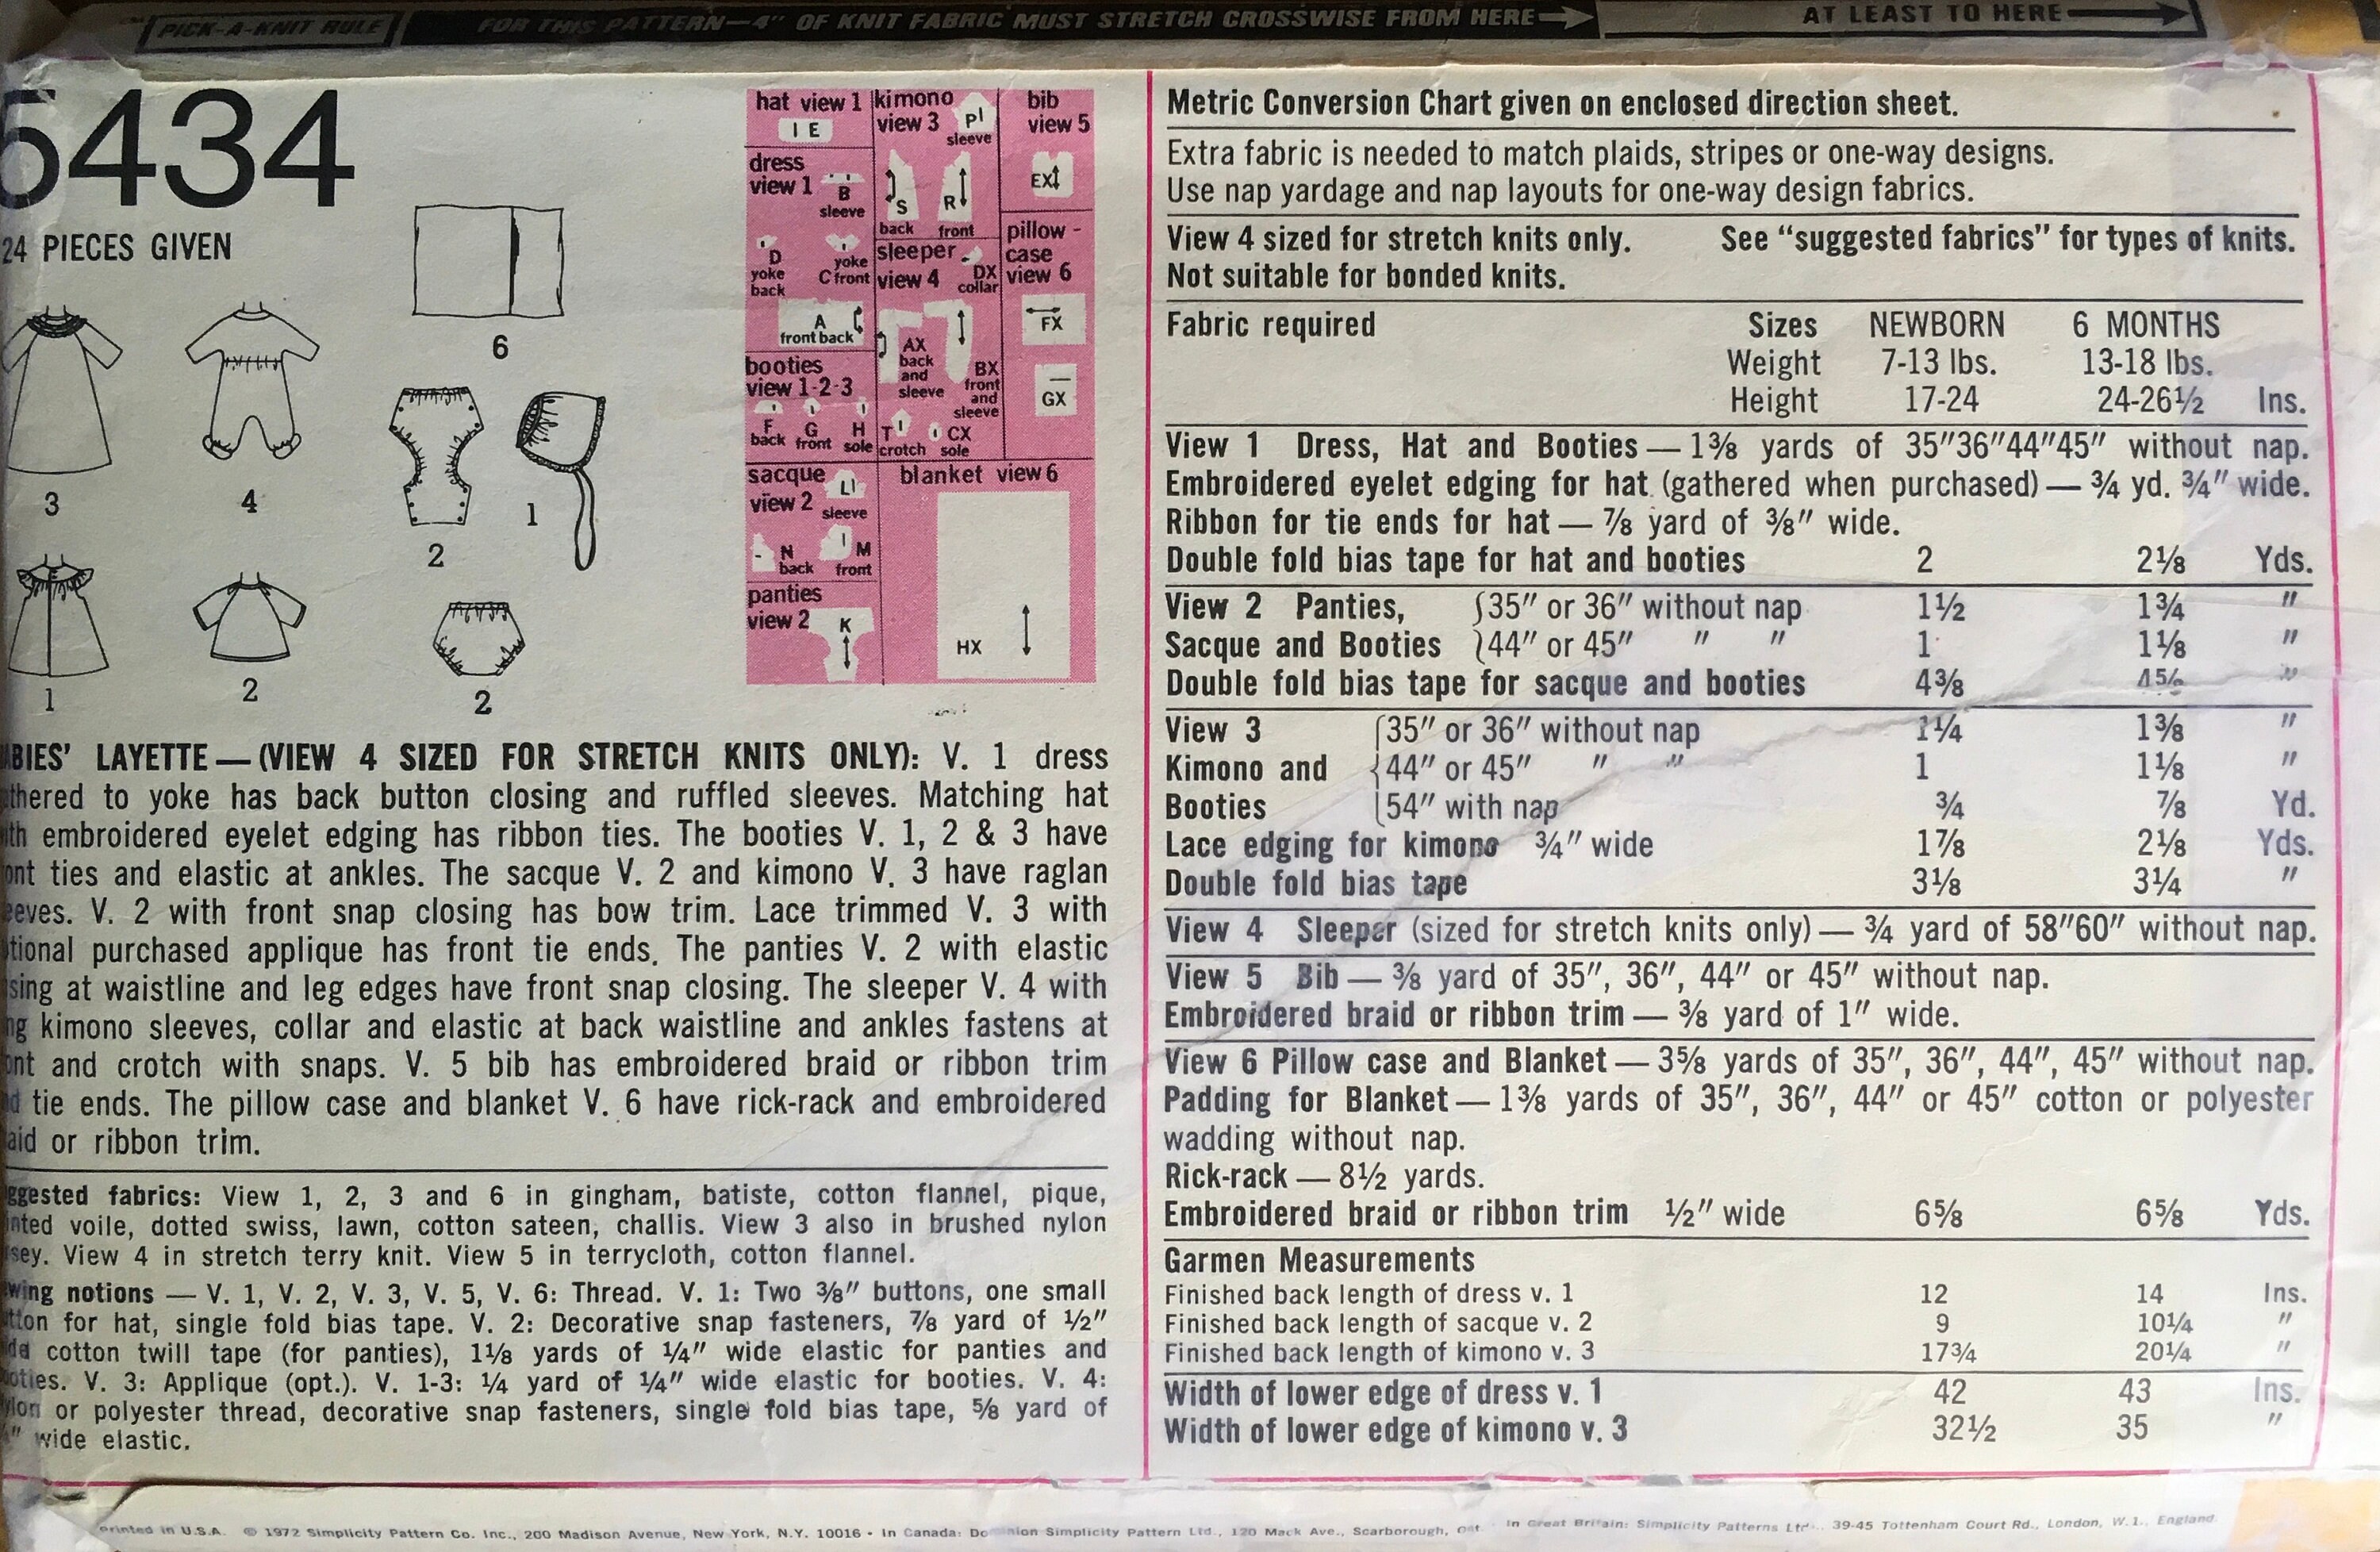 PICK-A-KNIT RULE
FOR THIS PATTERN—4" OF KNIT FABRIC MUST STRETCH CROSSWISE FROM HERE
AT LEAST TO HERE
5434
24 PIECES GIVEN
6
3
4
2
1
1
2
2
hat view 1
I E
kimono
view 3
P
sleeve
S
back
R
front
bib
view 5
EX
dress
view 1
B
sleeve
D
yoke
back
yoke
C front
A
front back
sleeper
view 4
DX
collar
AX
back
and
sleeve
BX
front
and
sleeve
T
crotch
CX
sole
pillow-
case
view 6
FX
GX
booties
view 1-2-3
F
back
G
front
H
sole
sacque
view 2
L
sleeve
N
back
M
front
panties
view 2
K
blanket view 6
HX
BIES' LAYETTE—(VIEW 4 SIZED FOR STRETCH KNITS ONLY): V. 1 dress
thered to yoke has back button closing and ruffled sleeves. Matching hat
th embroidered eyelet edging has ribbon ties. The booties V. 1, 2 & 3 have
ont ties and elastic at ankles. The sacque V. 2 and kimono V. 3 have raglan
eeves. V. 2 with front snap closing has bow trim. Lace trimmed V. 3 with
tional purchased applique has front tie ends. The panties V. 2 with elastic
sing at waistline and leg edges have front snap closing. The sleeper V. 4 with
ng kimono sleeves, collar and elastic at back waistline and ankles fastens at
ont and crotch with snaps. V. 5 bib has embroidered braid or ribbon trim
d tie ends. The pillow case and blanket V. 6 have rick-rack and embroidered
aid or ribbon trim.
ggested fabrics: View 1, 2, 3 and 6 in gingham, batiste, cotton flannel, pique,
nted voile, dotted swiss, lawn, cotton sateen, challis. View 3 also in brushed nylon
sey. View 4 in stretch terry knit. View 5 in terrycloth, cotton flannel.
wing notions — V. 1, V. 2, V. 3, V. 5, V. 6: Thread. V. 1: Two 3/8" buttons, one small
tton for hat, single fold bias tape. V. 2: Decorative snap fasteners, 7/8 yard of 1/2"
cotton twill tape (for panties), 1 1/8 yards of 1/4" wide elastic for panties and
oties. V. 3: Applique (opt.). V. 1-3: 1/4 yard of 1/4" wide elastic for booties. V. 4:
ylon or polyester thread, decorative snap fasteners, single fold bias tape, 5/8 yard of
" wide elastic.
Metric Conversion Chart given on enclosed direction sheet.
Extra fabric is needed to match plaids, stripes or one-way designs.
Use nap yardage and nap layouts for one-way design fabrics.
View 4 sized for stretch knits only. See "suggested fabrics" for types of knits.
Not suitable for bonded knits.
Fabric required Sizes NEWBORN 6 MONTHS
Weight 7-13 lbs. 13-18 lbs.
Height 17-24 24-26½ Ins.
View 1 Dress, Hat and Booties — 1 3/8 yards of 35"36"44"45" without nap.
Embroidered eyelet edging for hat (gathered when purchased) — 3/4 yd. 3/4" wide.
Ribbon for tie ends for hat — 7/8 yard of 3/8" wide.
Double fold bias tape for hat and booties 2 2 1/8 Yds.
View 2 Panties, 35" or 36" without nap 1 1/2 1 3/4 "
Sacque and Booties 44" or 45" " " 1 1 1/8 "
Double fold bias tape for sacque and booties 4 3/8 "
View 3 35" or 36" without nap 1 1/4 1 3/8 "
Kimono and 44" or 45" " " 1 1 1/8 "
Booties 54" with nap 3/4 7/8 Yd.
Lace edging for kimono 3/4" wide 1 7/8 2 1/8 Yds.
Double fold bias tape 3 1/8 3 1/4 "
View 4 Sleeper (sized for stretch knits only) — 3/4 yard of 58"60" without nap.
View 5 Bib — 3/8 yard of 35", 36", 44" or 45" without nap.
Embroidered braid or ribbon trim — 3/8 yard of 1" wide.
View 6 Pillow case and Blanket — 3 5/8 yards of 35", 36", 44", 45" without nap.
Padding for Blanket — 1 3/8 yards of 35", 36", 44" or 45" cotton or polyester
wadding without nap.
Rick-rack — 8 1/2 yards.
Embroidered braid or ribbon trim 1/2" wide 6 5/8 6 5/8 Yds.
Garmen Measurements
Finished back length of dress v. 1 12 14 Ins.
Finished back length of sacque v. 2 9 10 1/4 "
Finished back length of kimono v. 3 17 3/4 20 1/4 "
Width of lower edge of dress v. 1 42 43 Ins.
Width of lower edge of kimono v. 3 32 1/2 35 "
Printed in U.S.A. © 1972 Simplicity Pattern Co. Inc., 200 Madison Avenue, New York, N.Y. 10016 • In Canada: Dominion Simplicity Pattern Ltd., 120 Mack Ave., Scarborough, Ont. In Great Britain: Simplicity Patterns Ltd., 39-45 Tottenham Court Rd., London, W.1., England